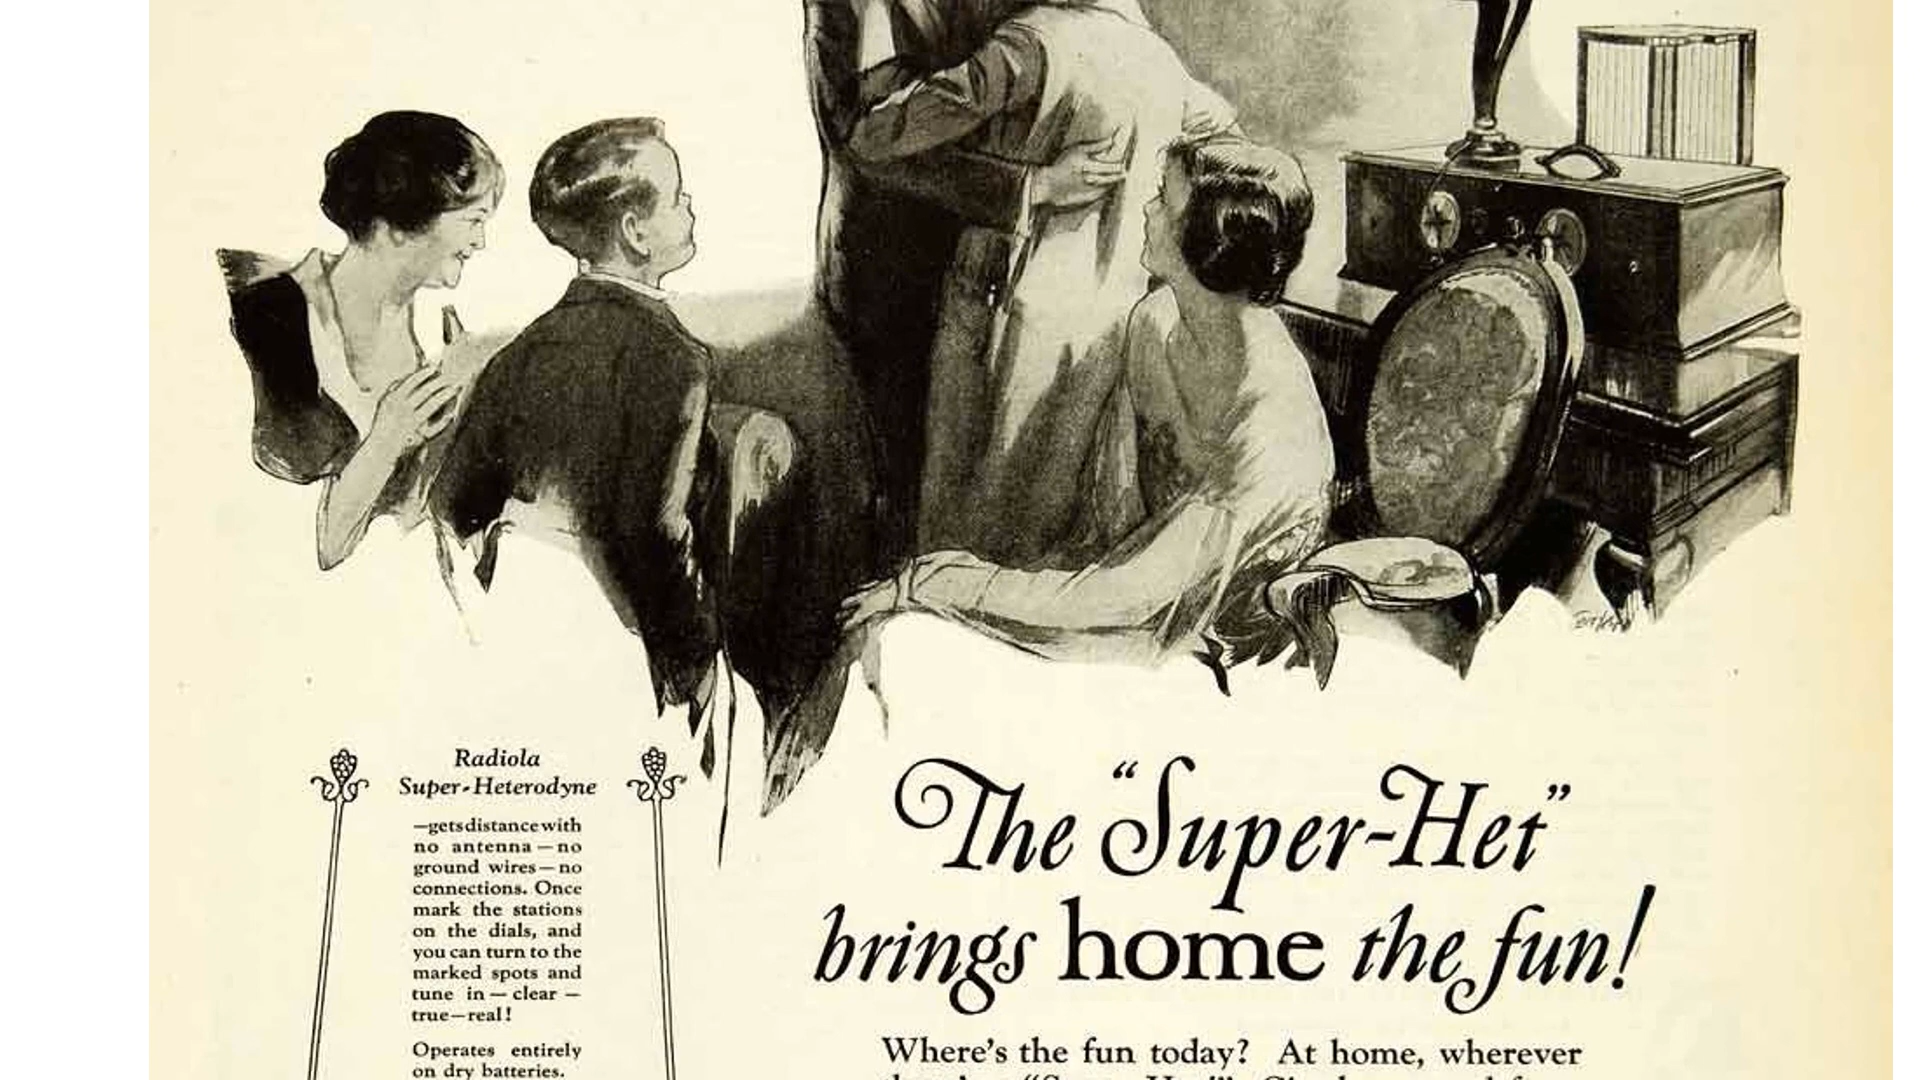 Radiola
Super-Heterodyne
—gets distance with
no antenna — no
ground wires — no
connections. Once
mark the stations
on the dials, and
you can turn to the
marked spots and
tune in — clear —
true—real!
Operates entirely
on dry batteries.
The "Super-Het"
brings home the fun!
Where's the fun today? At home, wherever